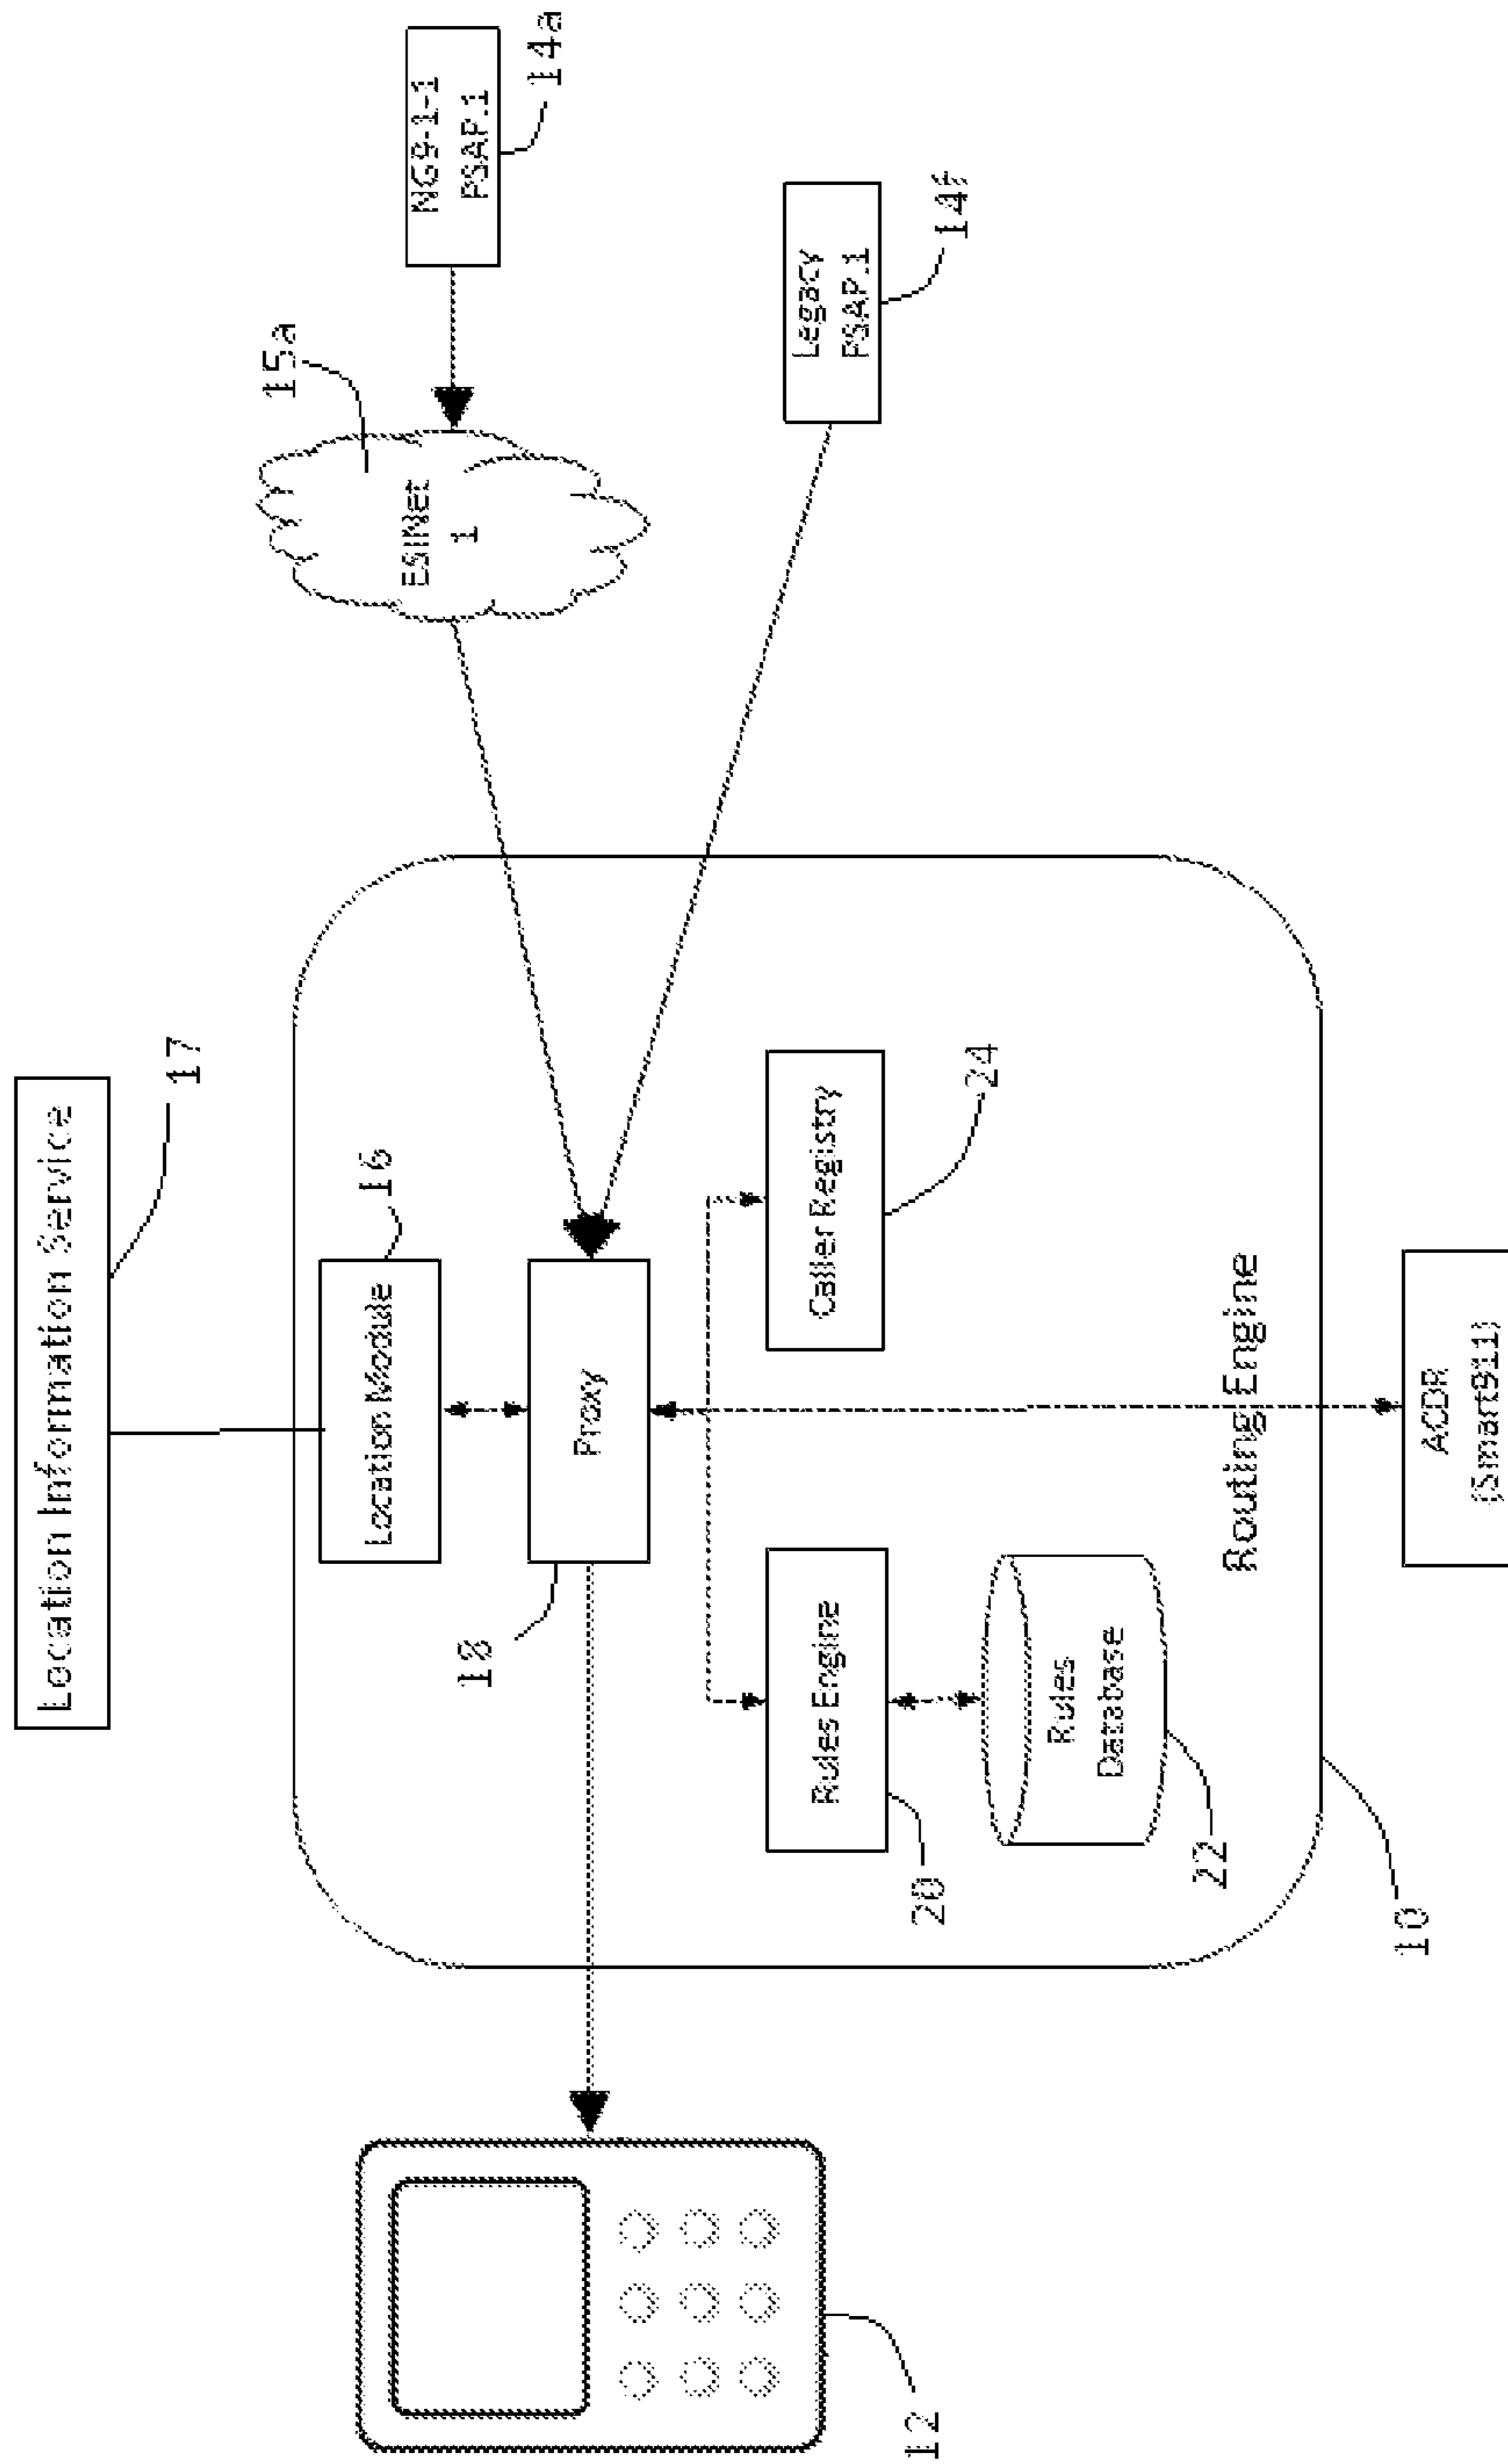 Location Information Service
17
Location Module
16
Proxy
18
Rules Engine
20
Rules
Database
22
Caller Registry
24
Routing Engine
10
12
ESINet
1
15a
NG9-1-1
PSAP.1
14a
Legacy
PSAP.1
14f
ACDR
(Smart911)